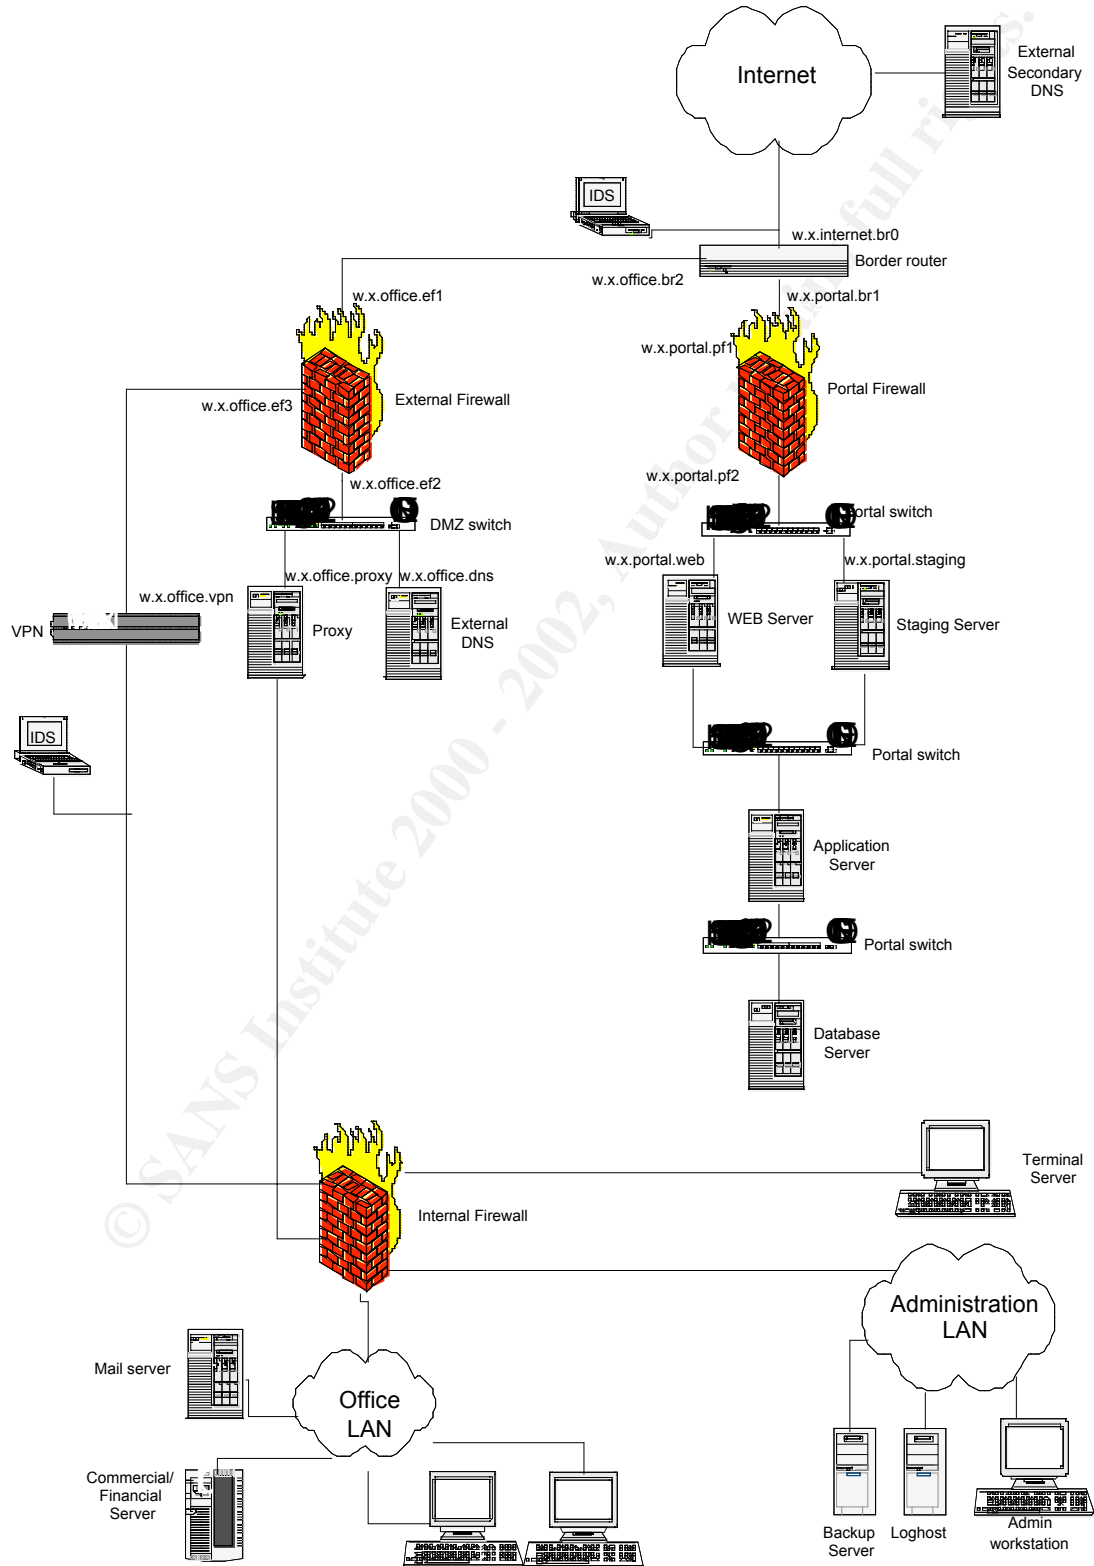 Internet
External
Secondary
DNS
IDS
w.x.internet.br0
Border router
w.x.office.br2
w.x.portal.br1
w.x.office.ef1
w.x.portal.pf1
Portal Firewall
External Firewall
w.x.office.ef3
w.x.office.ef2
w.x.portal.pf2
DMZ switch
Portal switch
w.x.portal.web
w.x.portal.staging
w.x.office.proxy
w.x.office.dns
w.x.office.vpn
VPN
Proxy
External
DNS
WEB Server
Staging Server
IDS
Portal switch
Application
Server
Portal switch
Database
Server
Terminal
Server
Internal Firewall
Administration
LAN
Mail server
Office
LAN
Commercial/
Financial
Server
Backup
Server
Loghost
Admin
workstation
© SANS Institute 2000 - 2002, Author full rights.